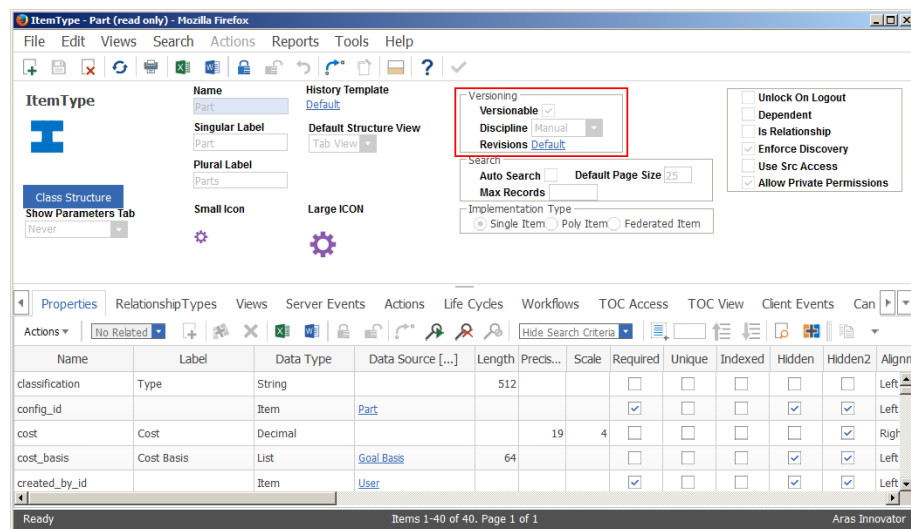 ItemType - Part (read only) - Mozilla Firefox
File Edit Views Search Actions Reports Tools Help
ItemType
Name
Part
History Template
Default
Singular Label
Part
Default Structure View
Tab View
Plural Label
Parts
Class Structure
Show Parameters Tab
Never
Small Icon
Large ICON
Versioning
Versionable
Discipline Manual
Revisions Default
Search
Auto Search Default Page Size 25
Max Records
Implementation Type
Single Item Poly Item Federated Item
Unlock On Logout
Dependent
Is Relationship
Enforce Discovery
Use Src Access
Allow Private Permissions
Properties RelationshipTypes Views Server Events Actions Life Cycles Workflows TOC Access TOC View Client Events Can
Actions No Related Hide Search Criteria
Name Label Data Type Data Source [...] Length Precis... Scale Required Unique Indexed Hidden Hidden2 Alignm
classification Type String 512 Left
config_id Item Part Left
cost Cost Decimal 19 4 Righ
cost_basis Cost Basis List Goal Basis 64 Left
created_by_id Item User Left
Ready Items 1-40 of 40. Page 1 of 1 Aras Innovator